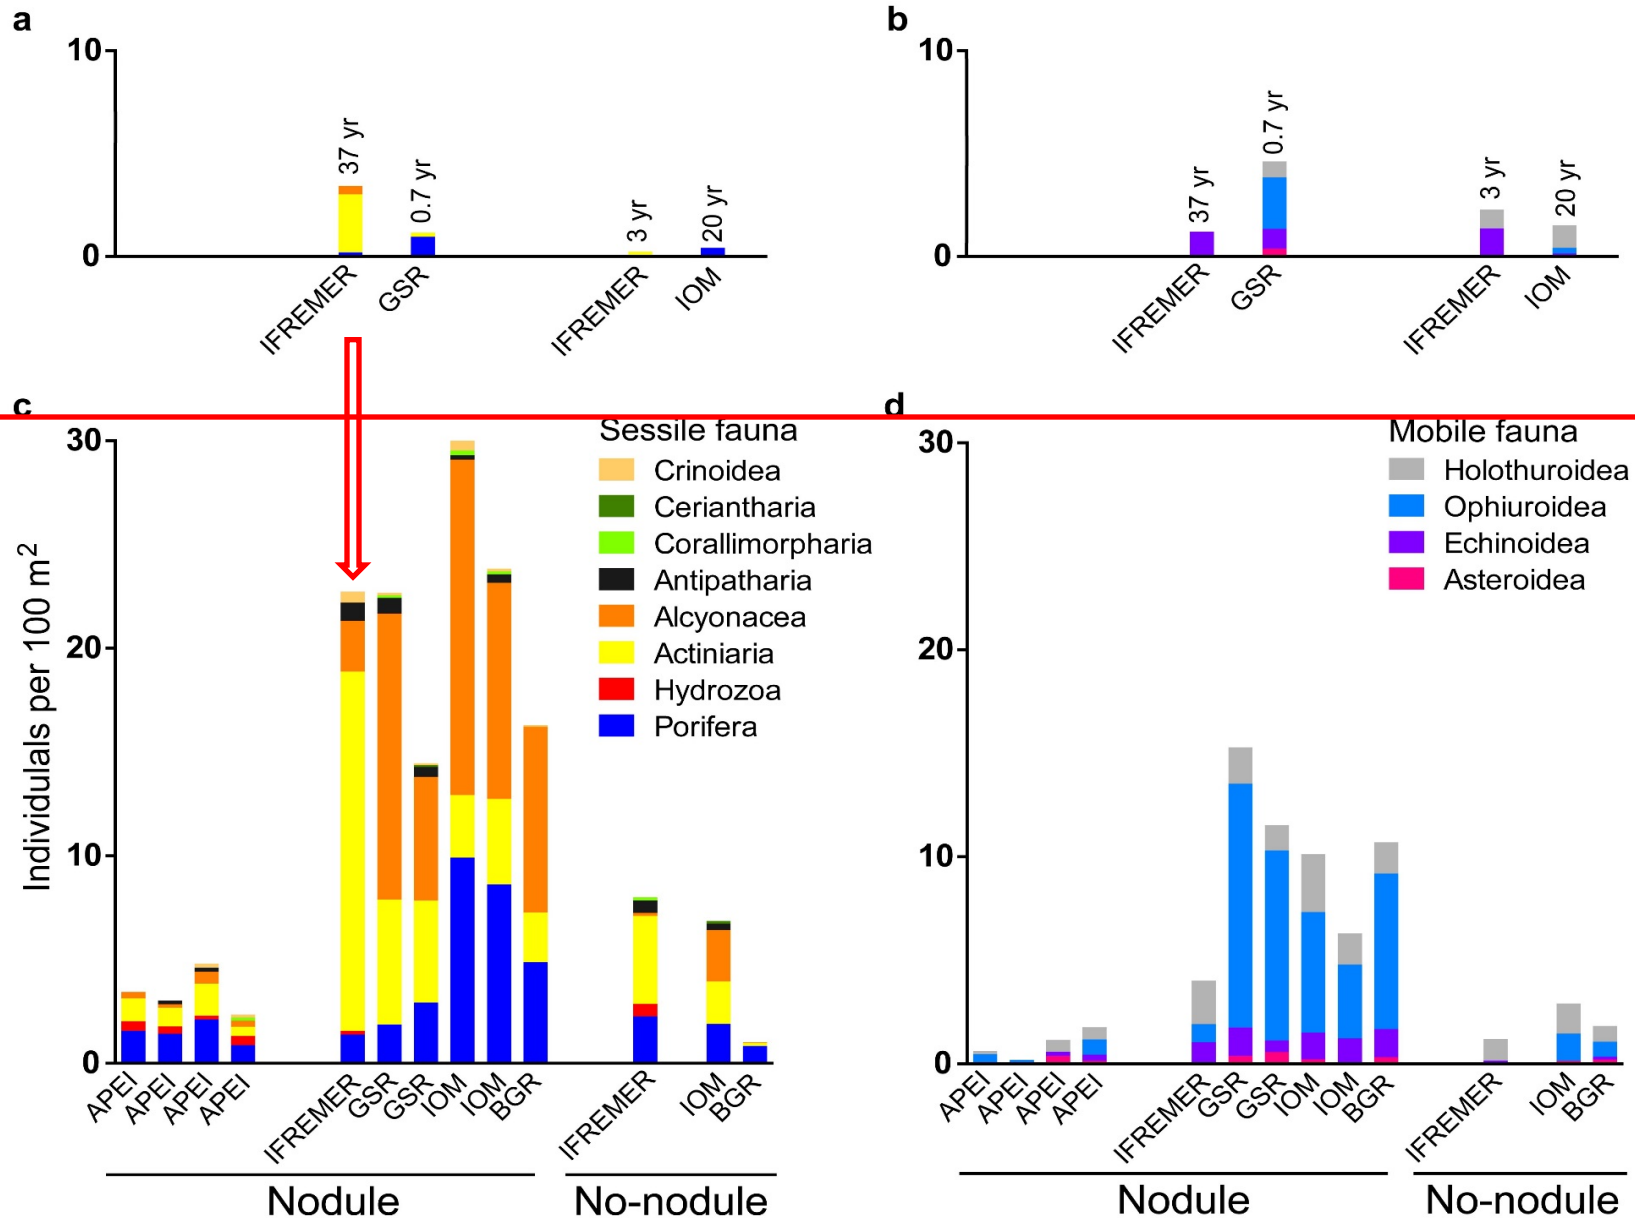 a
10
0
37 yr
0.7 yr
3 yr
20 yr
IFREMER
GSR
IFREMER
IOM
b
10
0
37 yr
0.7 yr
3 yr
20 yr
IFREMER
GSR
IFREMER
IOM
c
Individulals per 100 m²
30
20
10
0
Sessile fauna
Crinoidea
Ceriantharia
Corallimorpharia
Antipatharia
Alcyonacea
Actiniaria
Hydrozoa
Porifera
APEI
APEI
APEI
APEI
IFREMER
GSR
GSR
IOM
IOM
BGR
IFREMER
IOM
BGR
Nodule
No-nodule
d
30
20
10
0
Mobile fauna
Holothuroidea
Ophiuroidea
Echinoidea
Asteroidea
APEI
APEI
APEI
APEI
IFREMER
GSR
GSR
IOM
IOM
BGR
IFREMER
IOM
BGR
Nodule
No-nodule